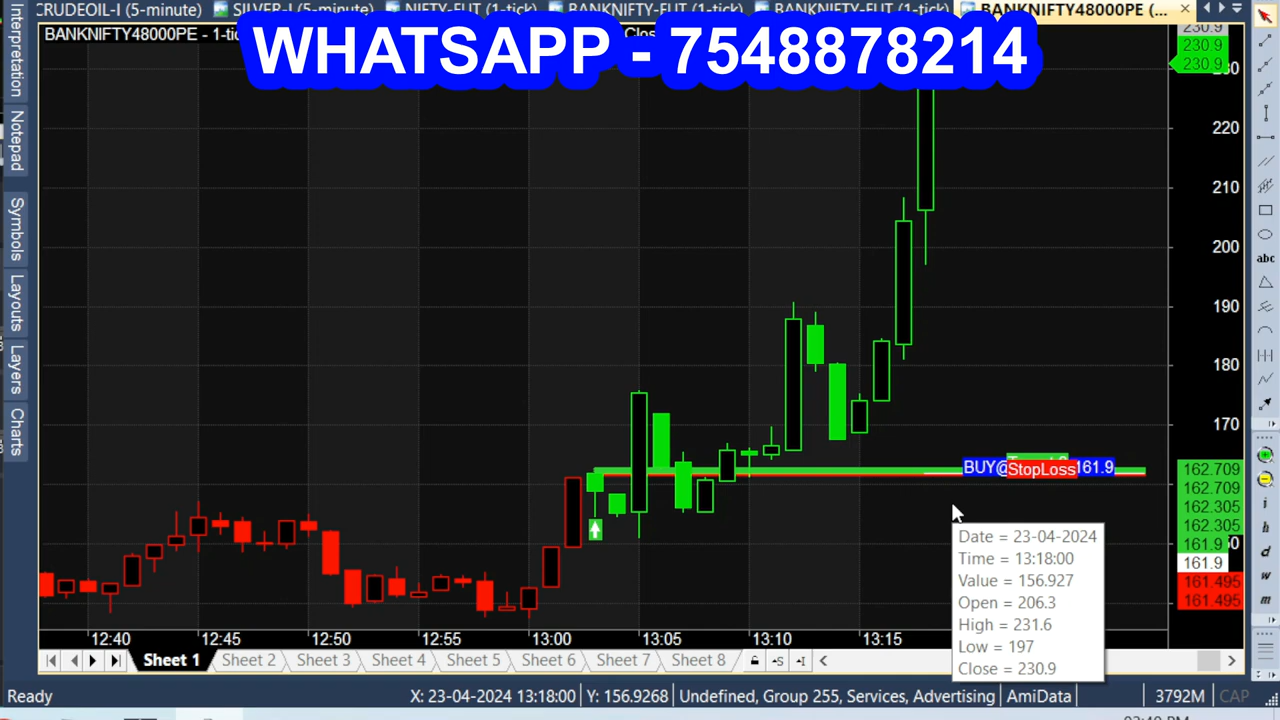 CRUDEOIL-I (5-minute)
SILVER-I (5-minute)
NIFTY-FUT (1-tick)
BANKNIFTY-FUT (1-tick)
BANKNIFTY-FUT (1-tick)
BANKNIFTY48000PE (...
BANKNIFTY48000PE - 1-tic
Clos
WHATSAPP - 7548878214
Interpretation
Notepad
Symbols
Layouts
Layers
Charts
230.9
230.9
230.9
220
210
200
190
180
170
162.709
162.709
162.305
162.305
161.9
161.9
161.495
161.495
BUY@
StopLoss
161.9
Date = 23-04-2024
Time = 13:18:00
Value = 156.927
Open = 206.3
High = 231.6
Low = 197
Close = 230.9
12:40
12:45
12:50
12:55
13:00
13:05
13:10
13:15
Sheet 1
Sheet 2
Sheet 3
Sheet 4
Sheet 5
Sheet 6
Sheet 7
Sheet 8
Ready
X: 23-04-2024 13:18:00
Y: 156.9268
Undefined, Group 255, Services, Advertising
AmiData
3792M
CAP
abc
i
h
d
w
m